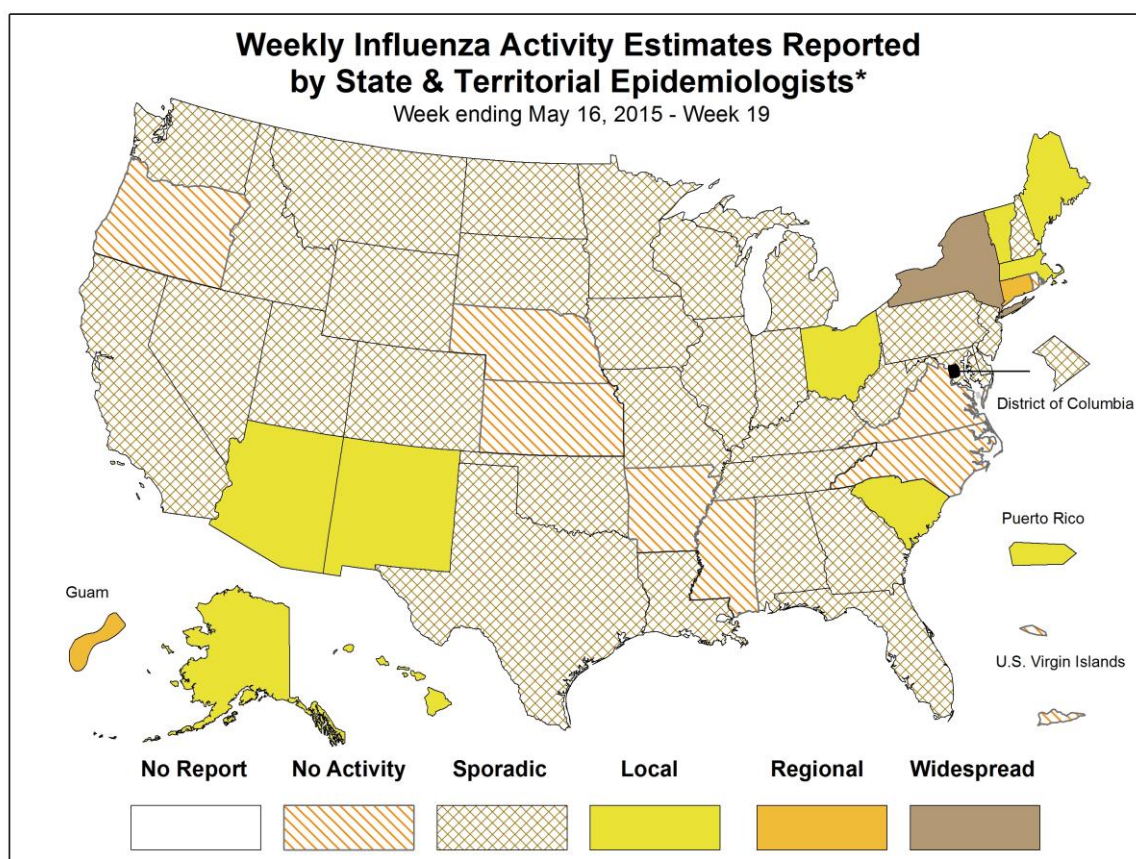 Weekly Influenza Activity Estimates Reported
by State & Territorial Epidemiologists*
Week ending May 16, 2015 - Week 19
District of Columbia
Puerto Rico
Guam
U.S. Virgin Islands
No Report No Activity Sporadic Local Regional Widespread